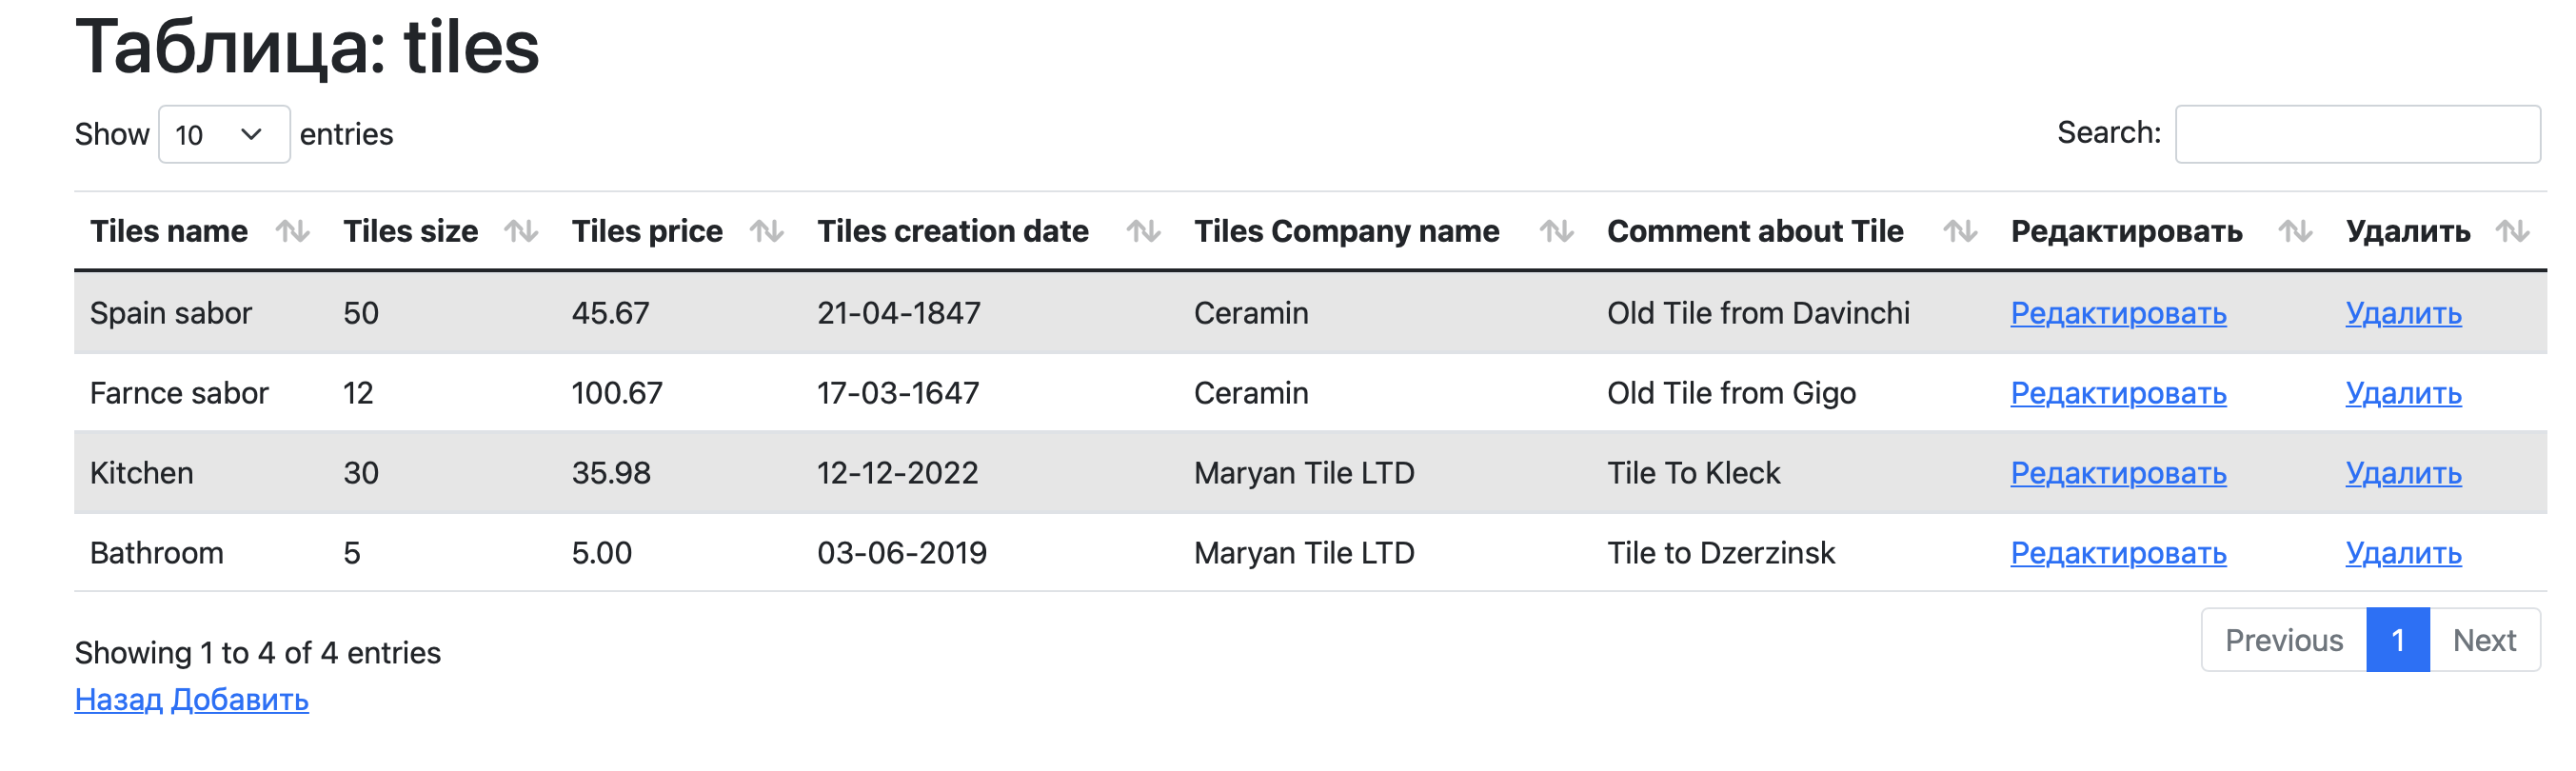 Таблица: tiles
Show 10 entries Search:
Tiles name Tiles size Tiles price Tiles creation date Tiles Company name Comment about Tile Редактировать Удалить
Spain sabor 50 45.67 21-04-1847 Ceramin Old Tile from Davinchi Редактировать Удалить
Farnce sabor 12 100.67 17-03-1647 Ceramin Old Tile from Gigo Редактировать Удалить
Kitchen 30 35.98 12-12-2022 Maryan Tile LTD Tile To Kleck Редактировать Удалить
Bathroom 5 5.00 03-06-2019 Maryan Tile LTD Tile to Dzerzinsk Редактировать Удалить
Showing 1 to 4 of 4 entries Previous 1 Next
Назад Добавить